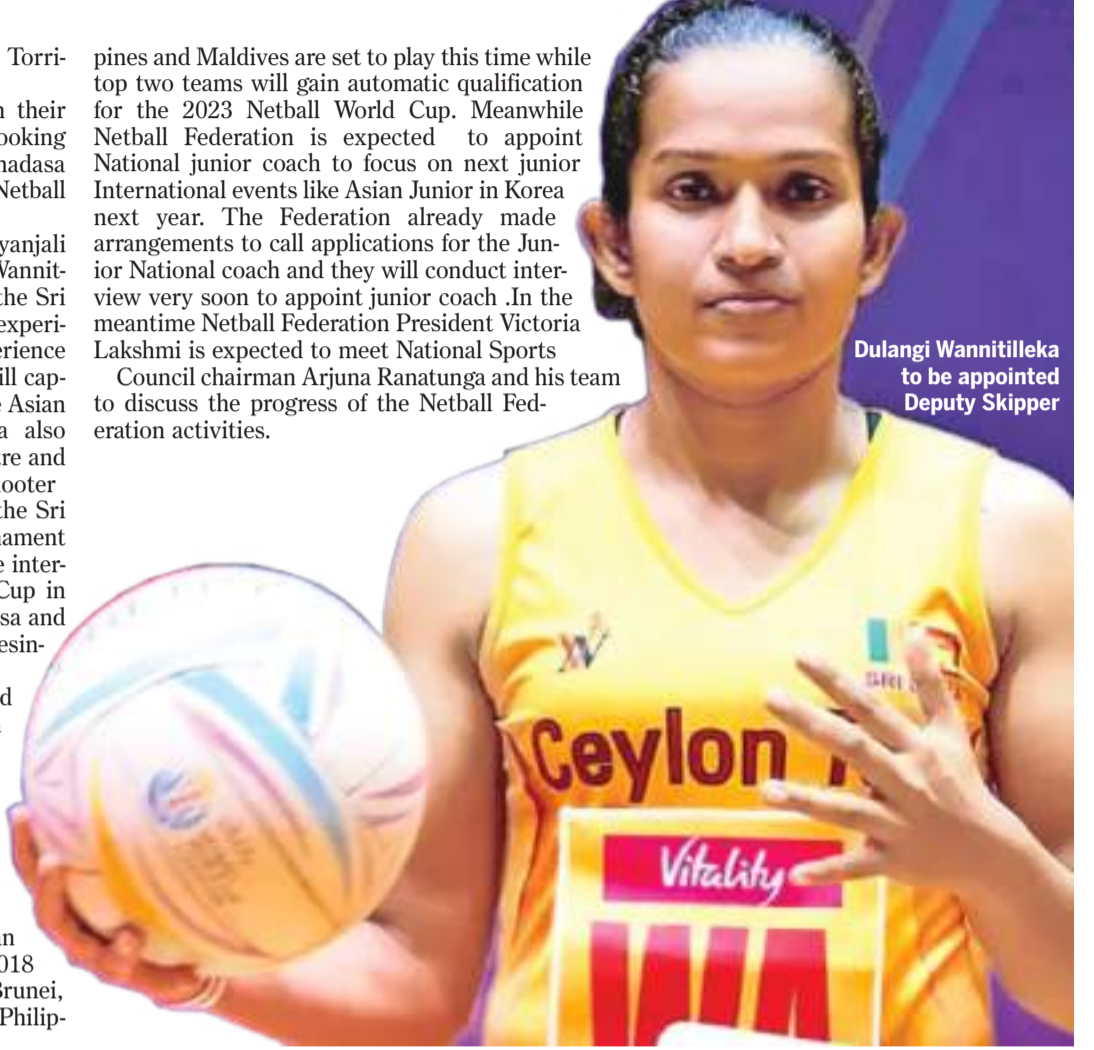 Torri-
their
ooking
nadasa
Netball
yanjali
Wannit-
the Sri
experi-
erience
ill cap-
Asian
a also
re and
ooter
the Sri
nament
e inter-
Cup in
sa and
esin-
d
n
018
Brunei,
Philip-
pines and Maldives are set to play this time while
top two teams will gain automatic qualification
for the 2023 Netball World Cup. Meanwhile
Netball Federation is expected to appoint
National junior coach to focus on next junior
International events like Asian Junior in Korea
next year. The Federation already made
arrangements to call applications for the Jun-
ior National coach and they will conduct inter-
view very soon to appoint junior coach .In the
meantime Netball Federation President Victoria
Lakshmi is expected to meet National Sports
Council chairman Arjuna Ranatunga and his team
to discuss the progress of the Netball Fed-
eration activities.
Dulangi Wannitilleka
to be appointed
Deputy Skipper
SRI
Ceylon
Vitality
WA